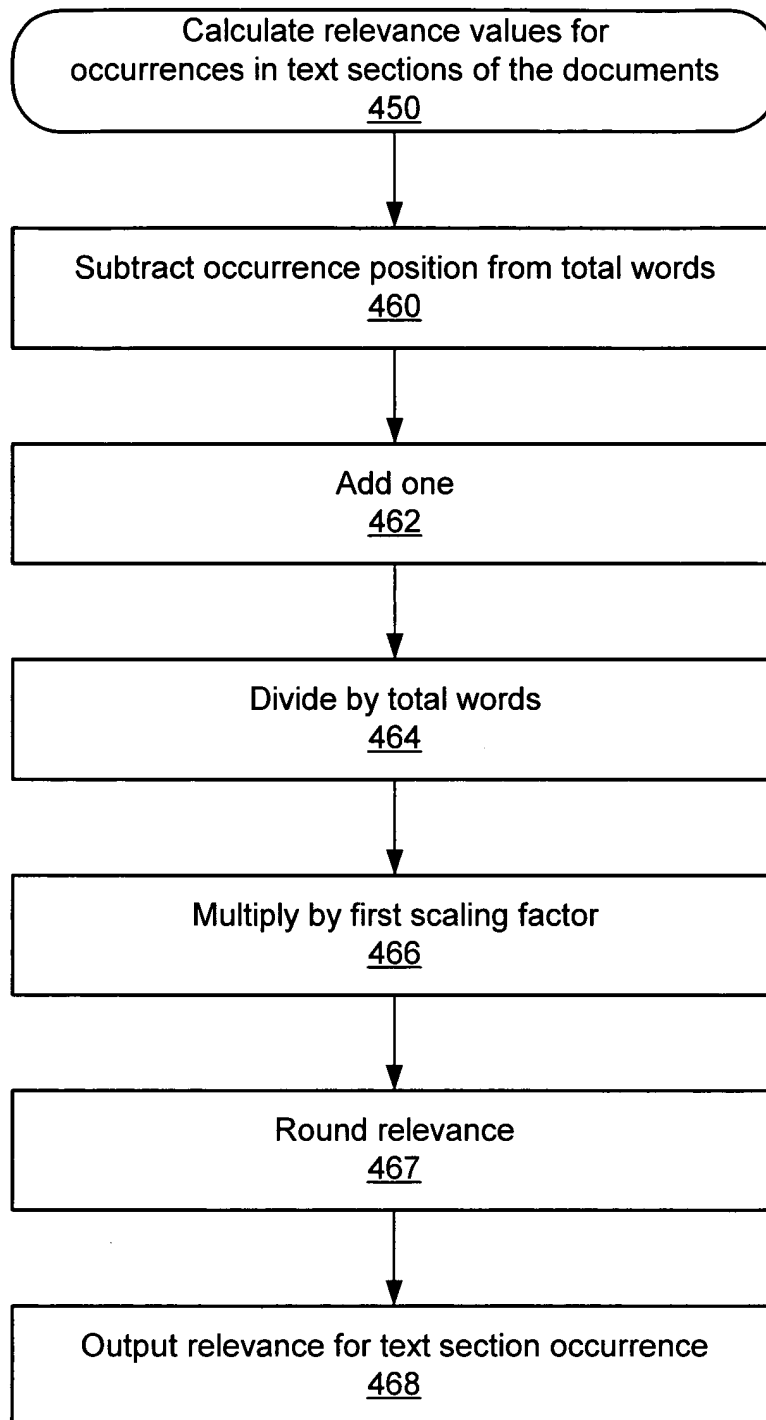 Calculate relevance values for
occurrences in text sections of the documents
450
Subtract occurrence position from total words
460
Add one
462
Divide by total words
464
Multiply by first scaling factor
466
Round relevance
467
Output relevance for text section occurrence
468